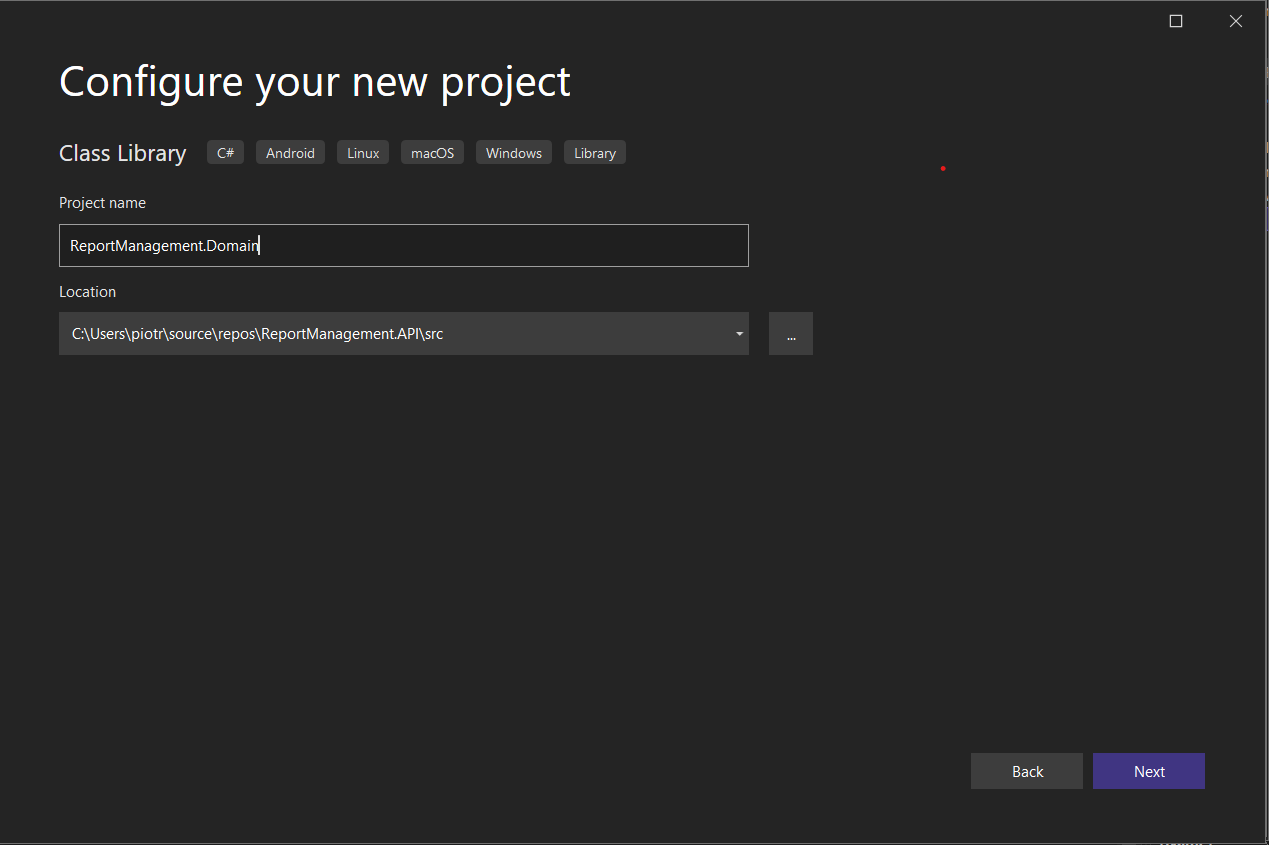 Configure your new project
Class Library C# Android Linux macOS Windows Library
Project name
ReportManagement.Domain
Location
C:\Users\piotr\source\repos\ReportManagement.API\src
...
Back Next